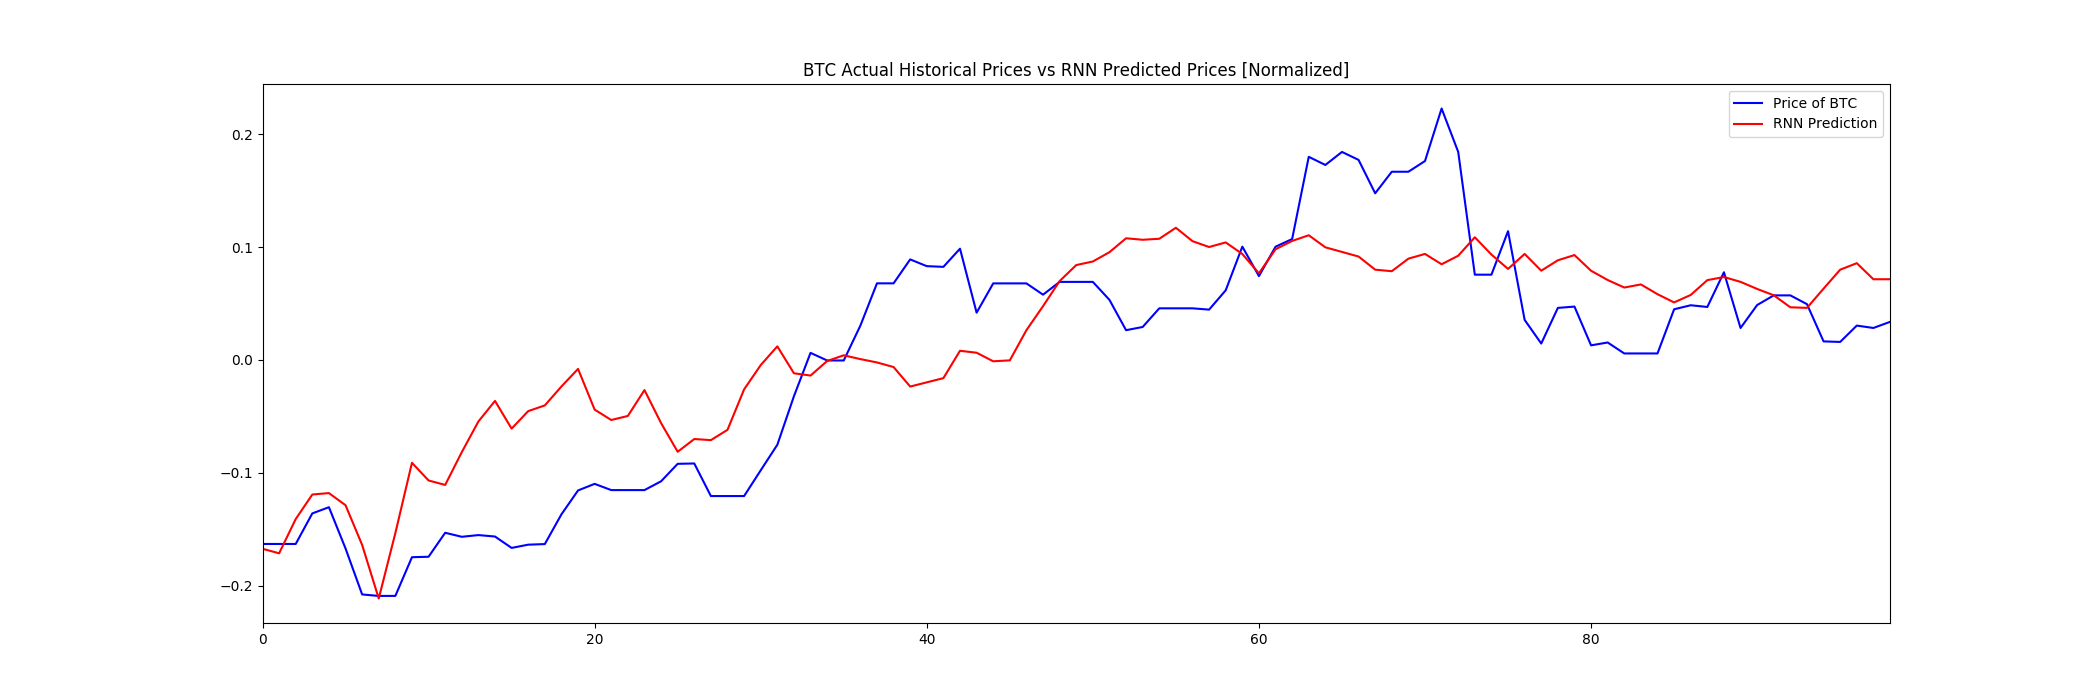 BTC Actual Historical Prices vs RNN Predicted Prices [Normalized]
Price of BTC
RNN Prediction
0.2
0.1
0.0
−0.1
−0.2
0 20 40 60 80